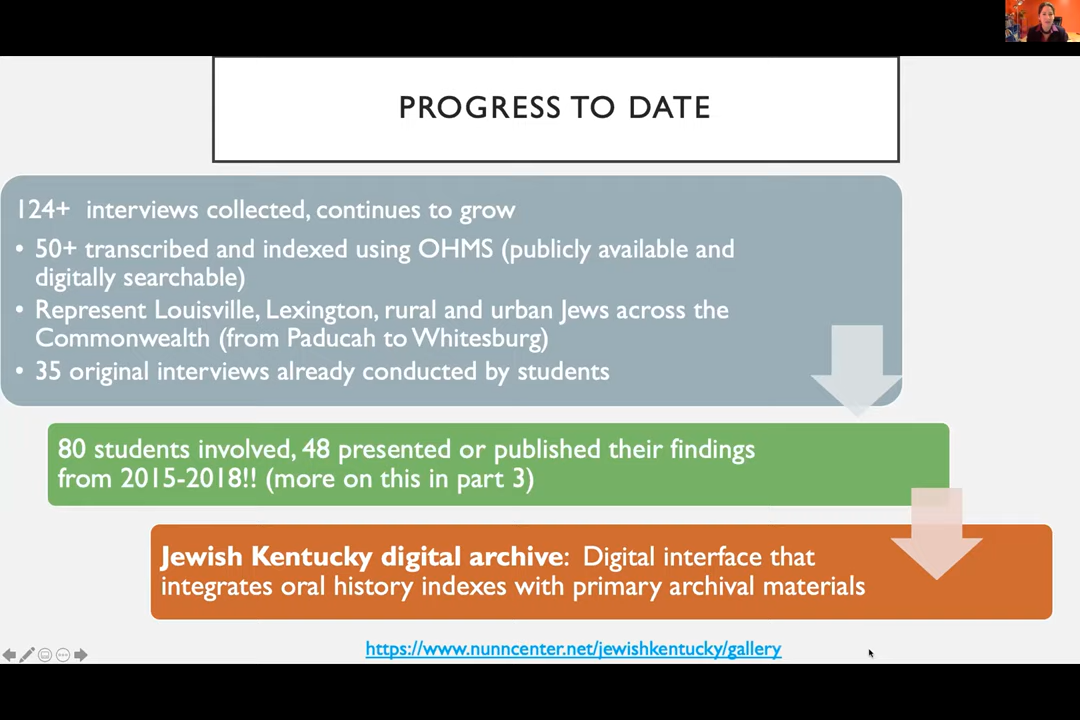 PROGRESS TO DATE
124+ interviews collected, continues to grow
• 50+ transcribed and indexed using OHMS (publicly available and
digitally searchable)
• Represent Louisville, Lexington, rural and urban Jews across the
Commonwealth (from Paducah to Whitesburg)
• 35 original interviews already conducted by students
80 students involved, 48 presented or published their findings
from 2015-2018!! (more on this in part 3)
Jewish Kentucky digital archive: Digital interface that
integrates oral history indexes with primary archival materials
https://www.nunncenter.net/jewishkentucky/gallery